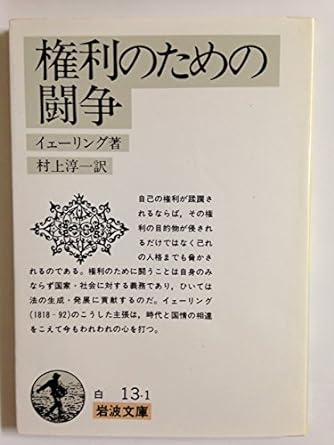 権利のための
闘争
イェーリング著
村上淳一訳
自己の権利が蹂躙さ
れるならば，その権
利の目的物が侵され
るだけではなく己れ
の人格までも脅かさ
れるのである。権利のために闘うことは自身のみ
ならず国家・社会に対する義務であり，ひいては
法の生成・発展に貢献するのだ。イェーリング
(1818‐92)のこうした主張は，時代と国情の相違
をこえて今もわれわれの心を打つ。
白 13-1
岩波文庫